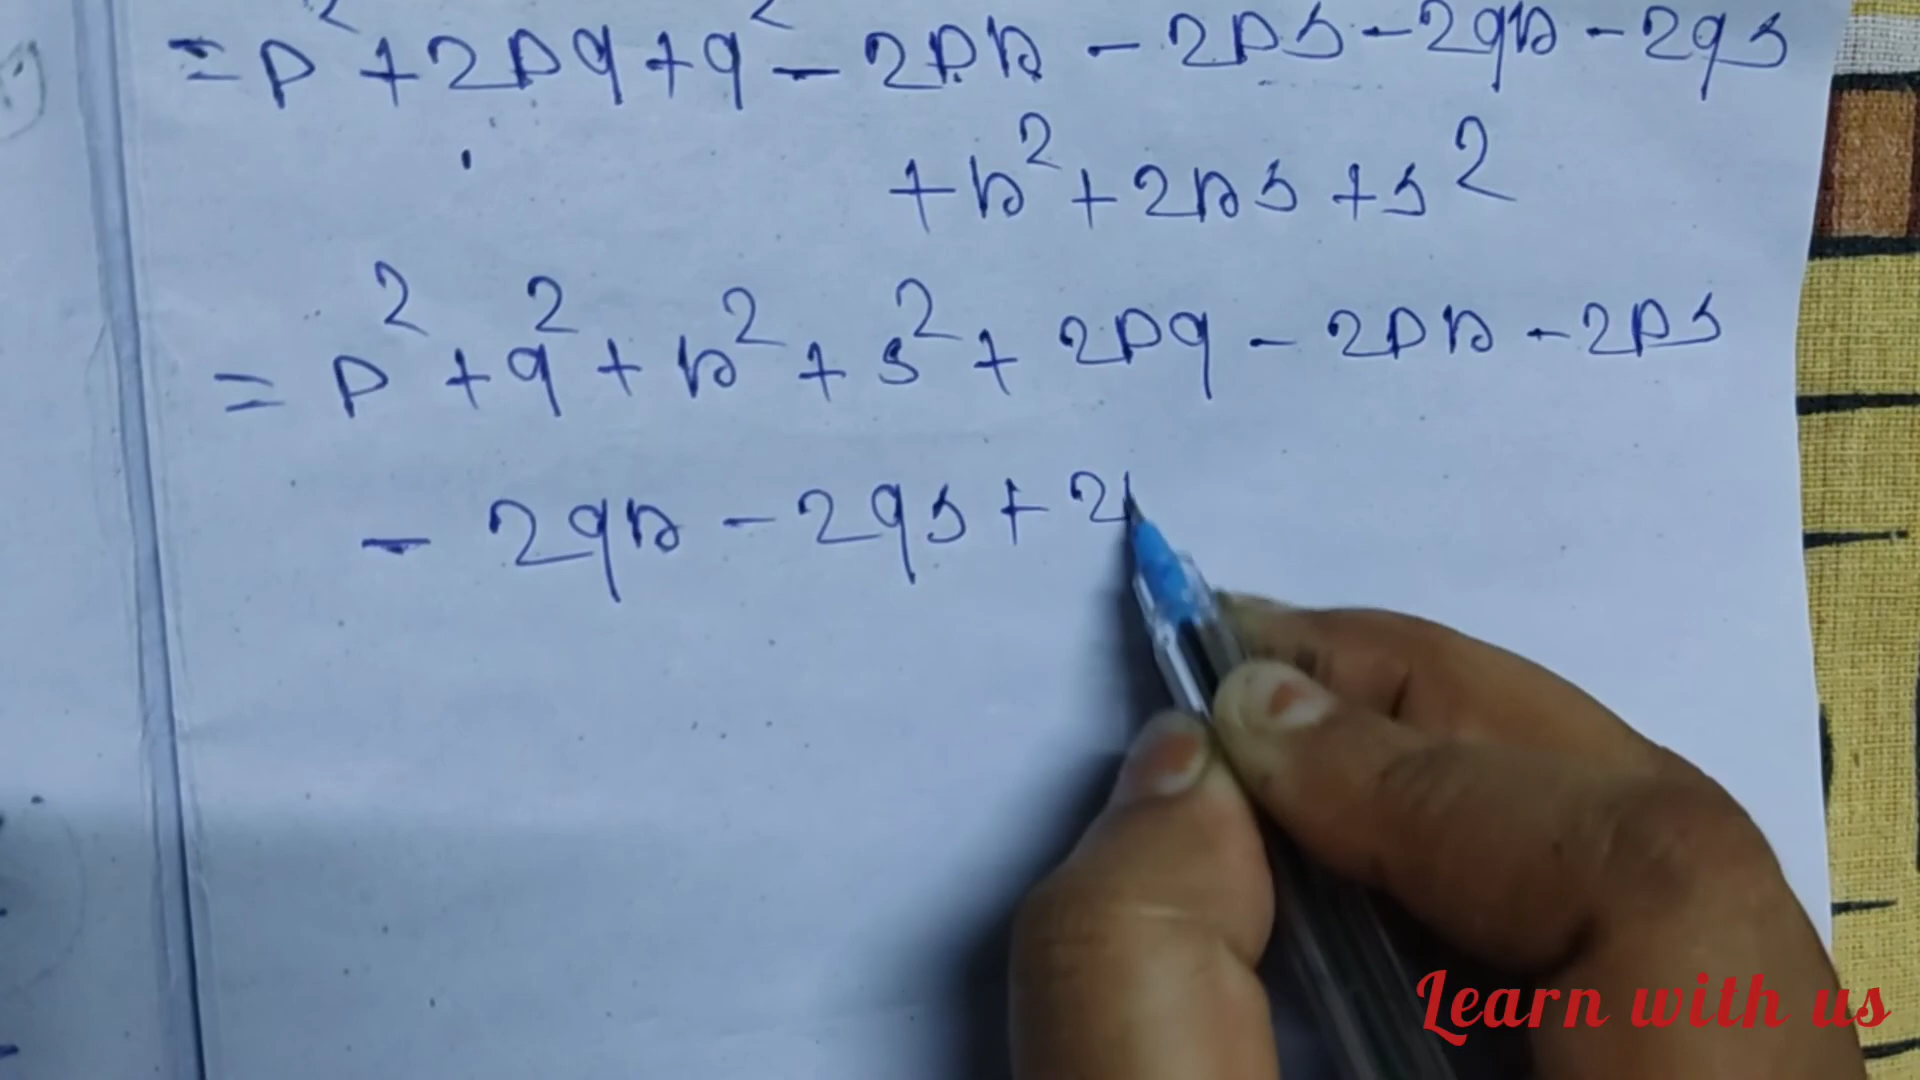 = p² + 2pq + q² - 2pr - 2ps - 2qr - 2qs
+ r² + 2rs + s²
= p² + q² + r² + s² + 2pq - 2pr - 2ps
- 2qr - 2qs + 2
Learn with us